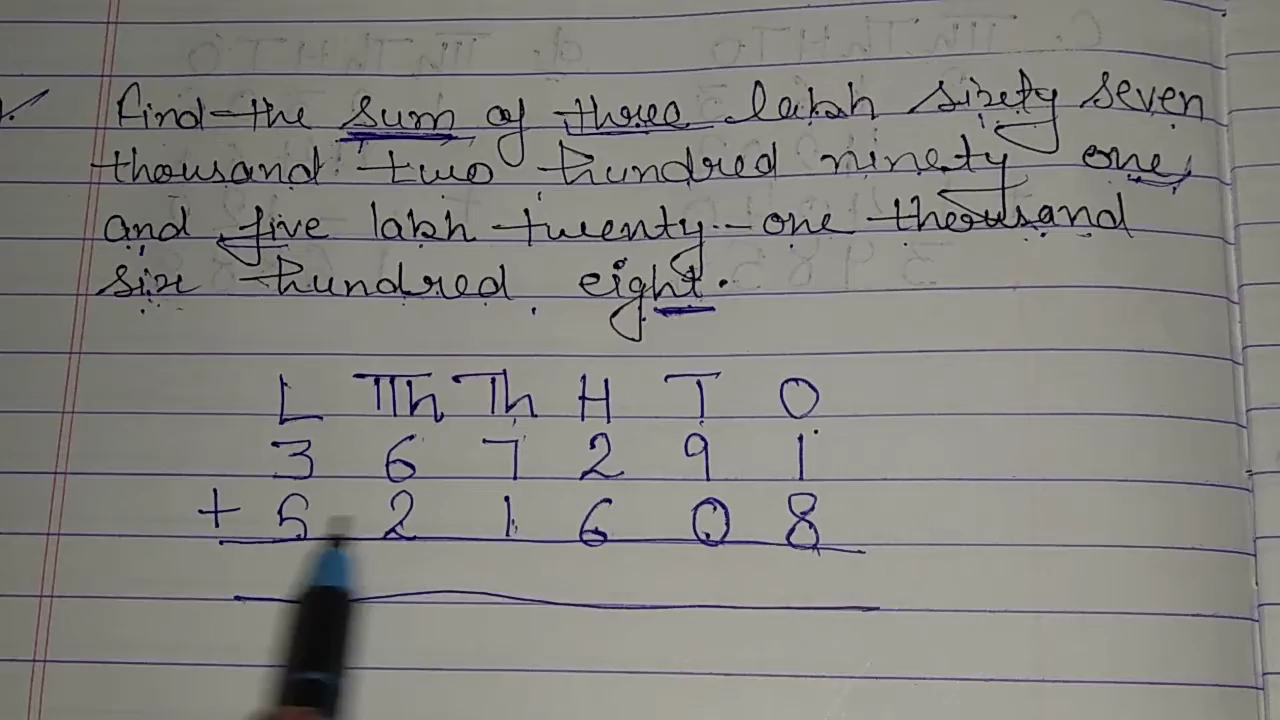 Find the sum of three lakh sixety seven
thousand two hundred ninety one
and five lakh twenty-one thousand
six hundred eight.
L TTh Th H T O
3 6 7 2 9 1
+ 5 2 1 6 0 8